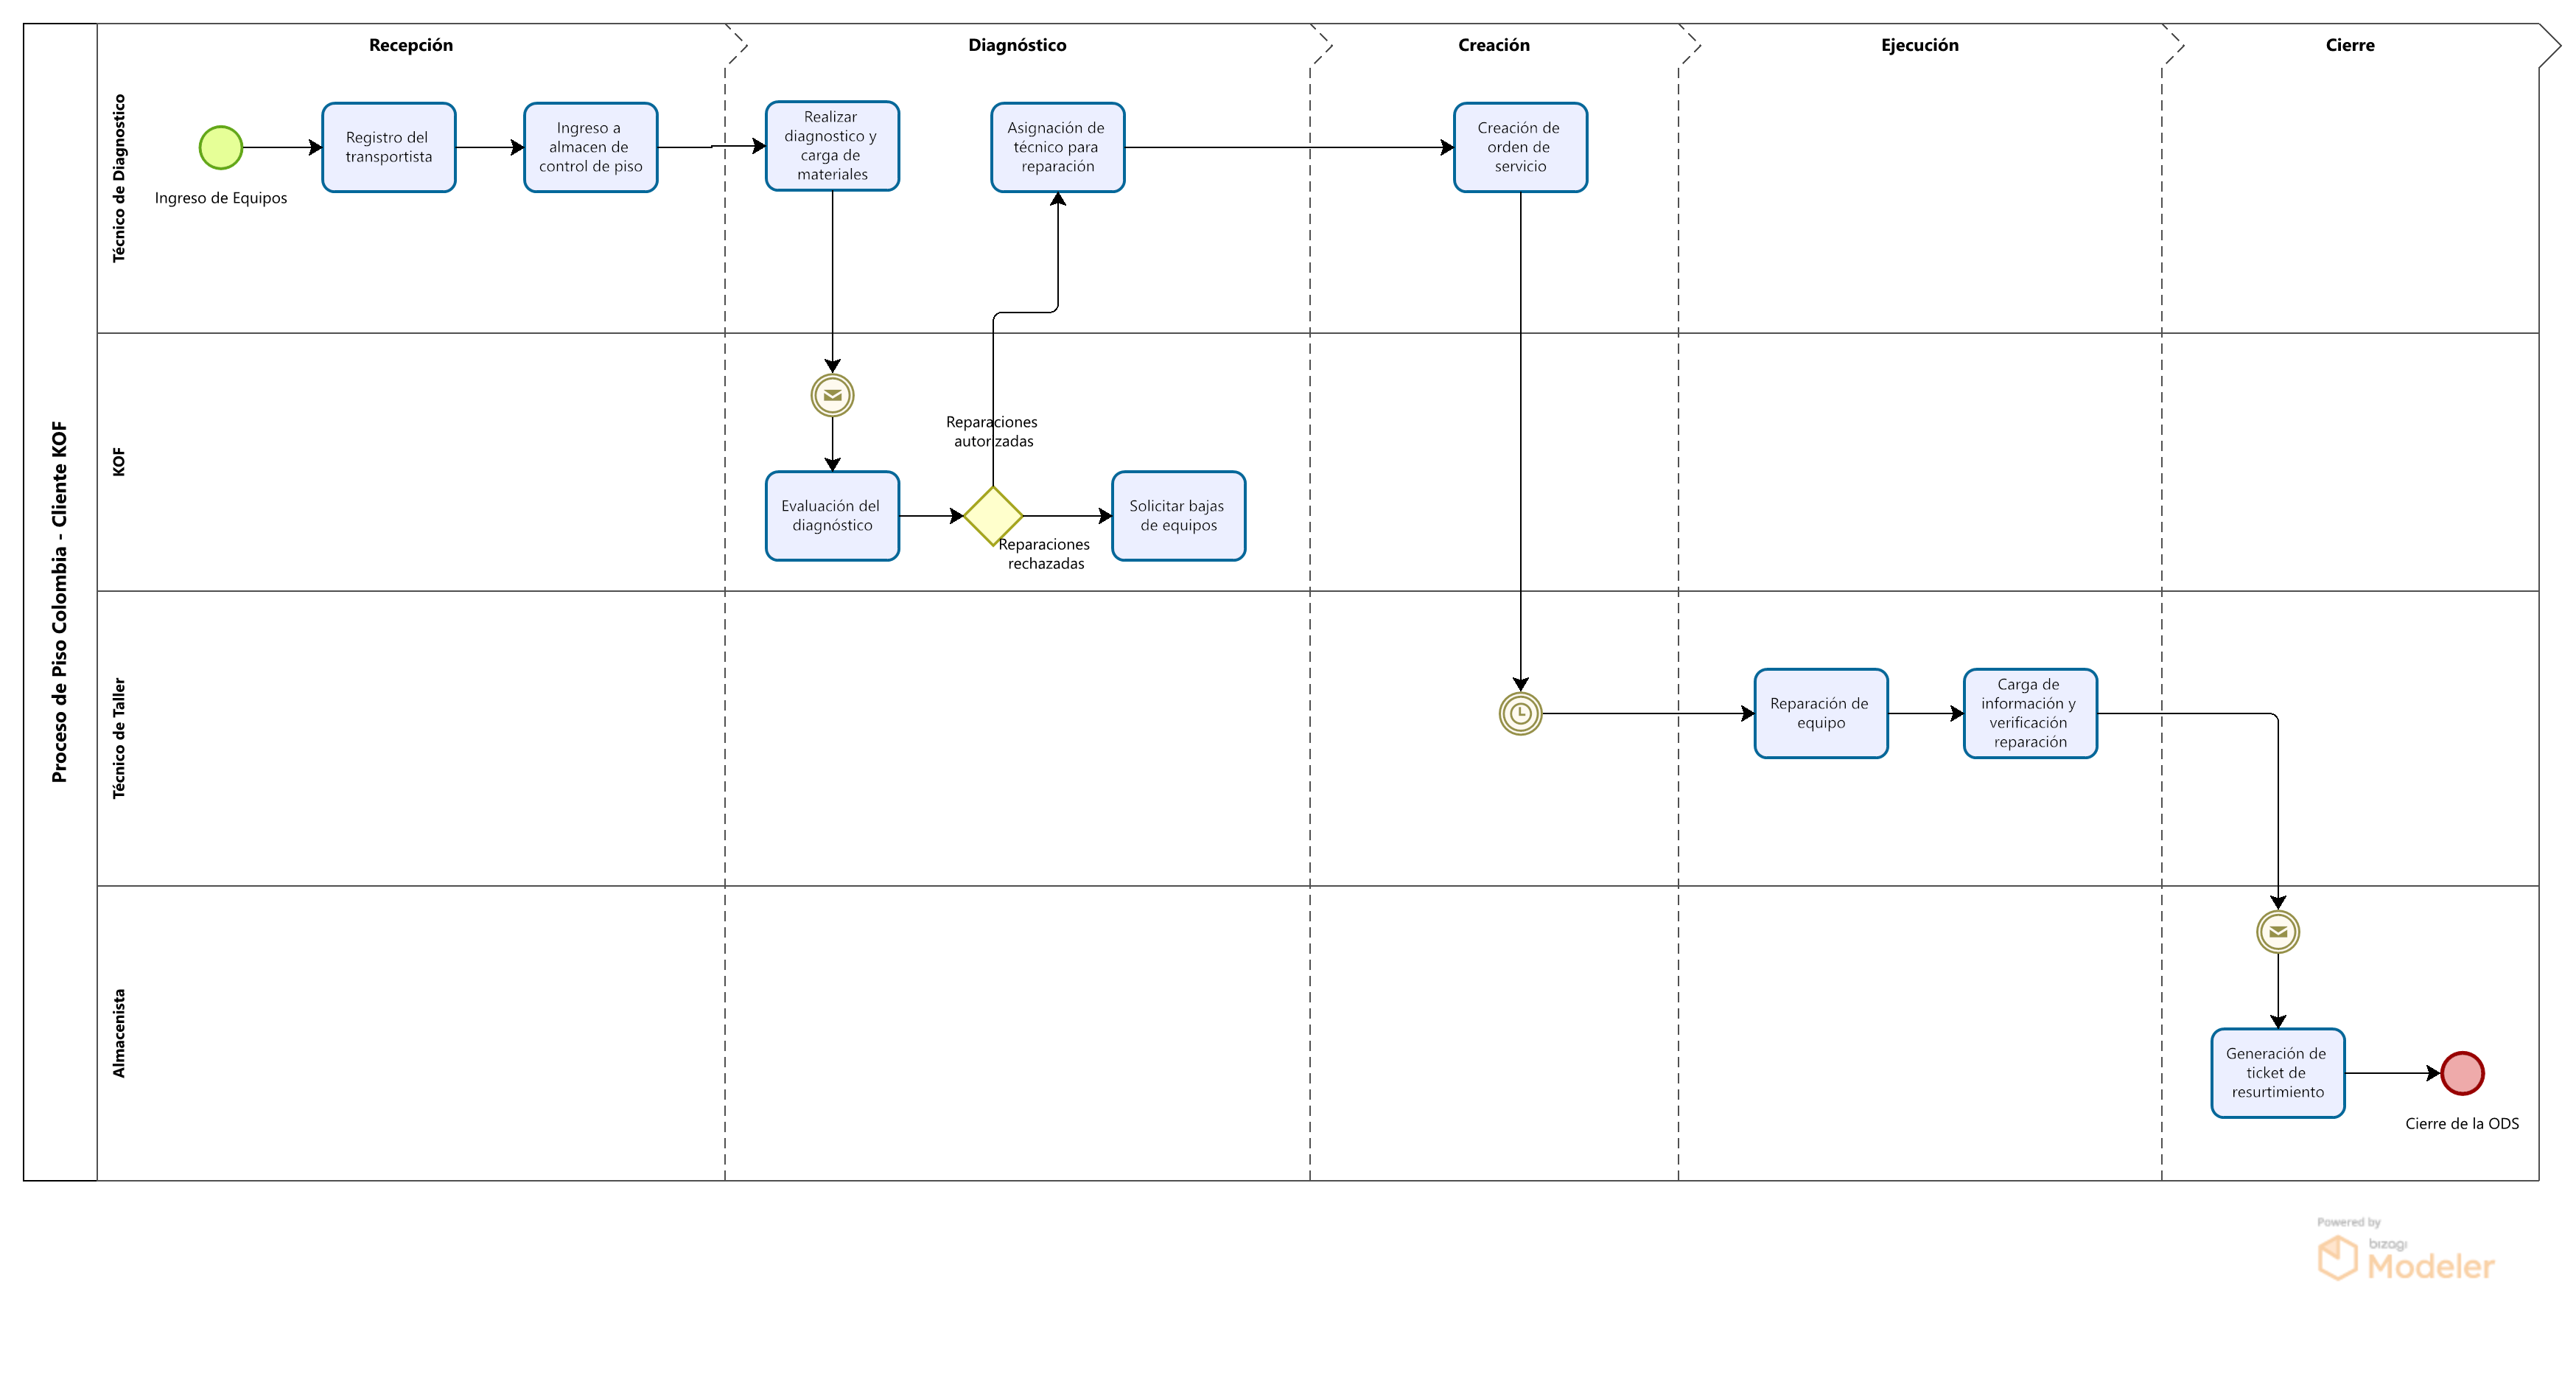 Recepción
Diagnóstico
Creación
Ejecución
Cierre
Proceso de Piso Colombia - Cliente KOF
Técnico de Diagnostico
Ingreso de Equipos
Registro del
transportista
Ingreso a
almacen de
control de piso
Realizar
diagnostico y
carga de
materiales
Asignación de
técnico para
reparación
Creación de
orden de
servicio
KOF
Reparaciones
autorizadas
Evaluación del
diagnóstico
Reparaciones
rechazadas
Solicitar bajas
de equipos
Técnico de Taller
Reparación de
equipo
Carga de
información y
verificación
reparación
Almacenista
Generación de
ticket de
resurtimiento
Cierre de la ODS
Powered by
bizagi
Modeler